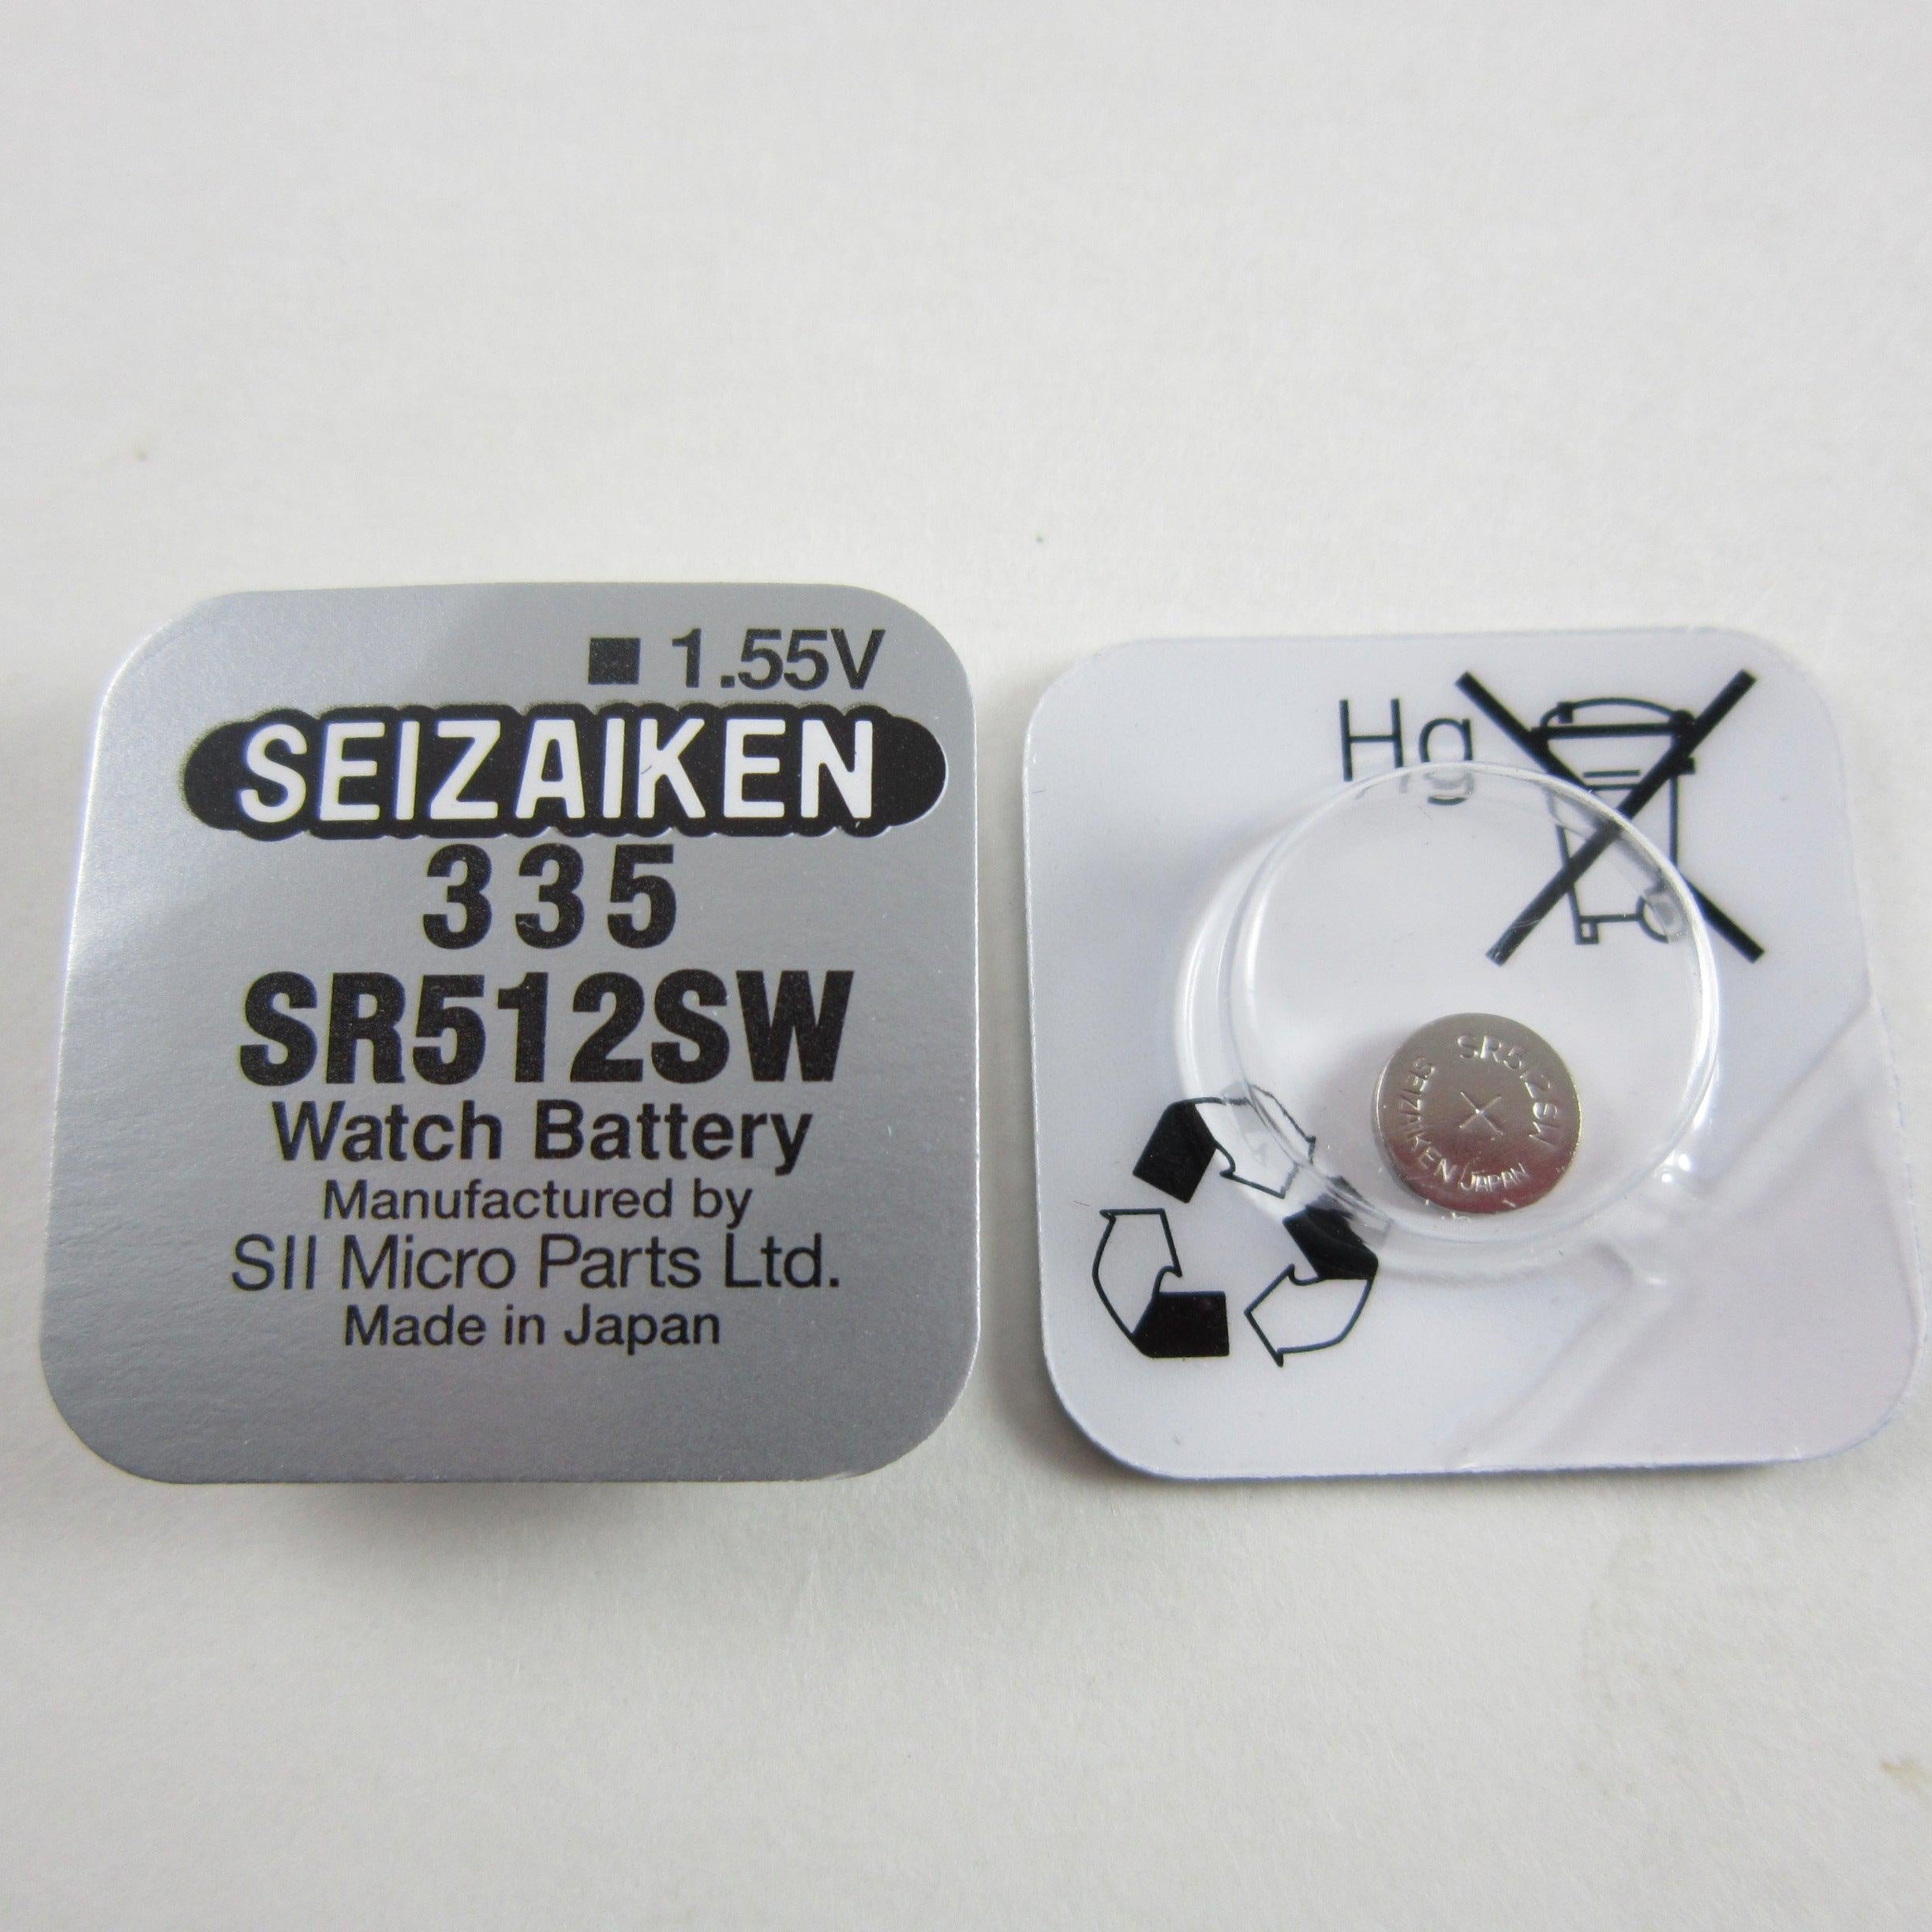 1.55V
SEIZAIKEN
335
SR512SW
Watch Battery
Manufactured by
SII Micro Parts Ltd.
Made in Japan
Hg
SR512SW
SEIZAIKEN JAPAN